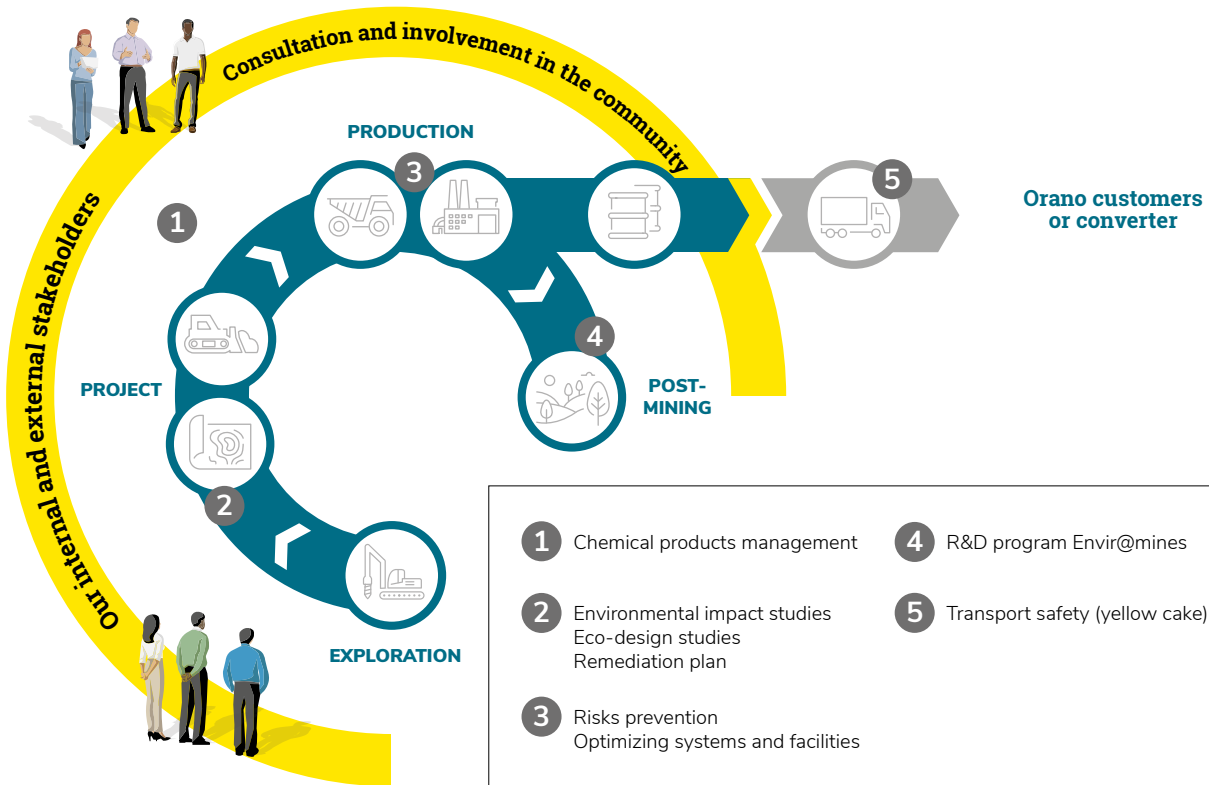 Consultation and involvement in the community
Our internal and external stakeholders
PRODUCTION
3
5
1
Orano customers
or converter
4
PROJECT
POST-
MINING
2
EXPLORATION
1 Chemical products management
2 Environmental impact studies
Eco-design studies
Remediation plan
3 Risks prevention
Optimizing systems and facilities
4 R&D program Envir@mines
5 Transport safety (yellow cake)